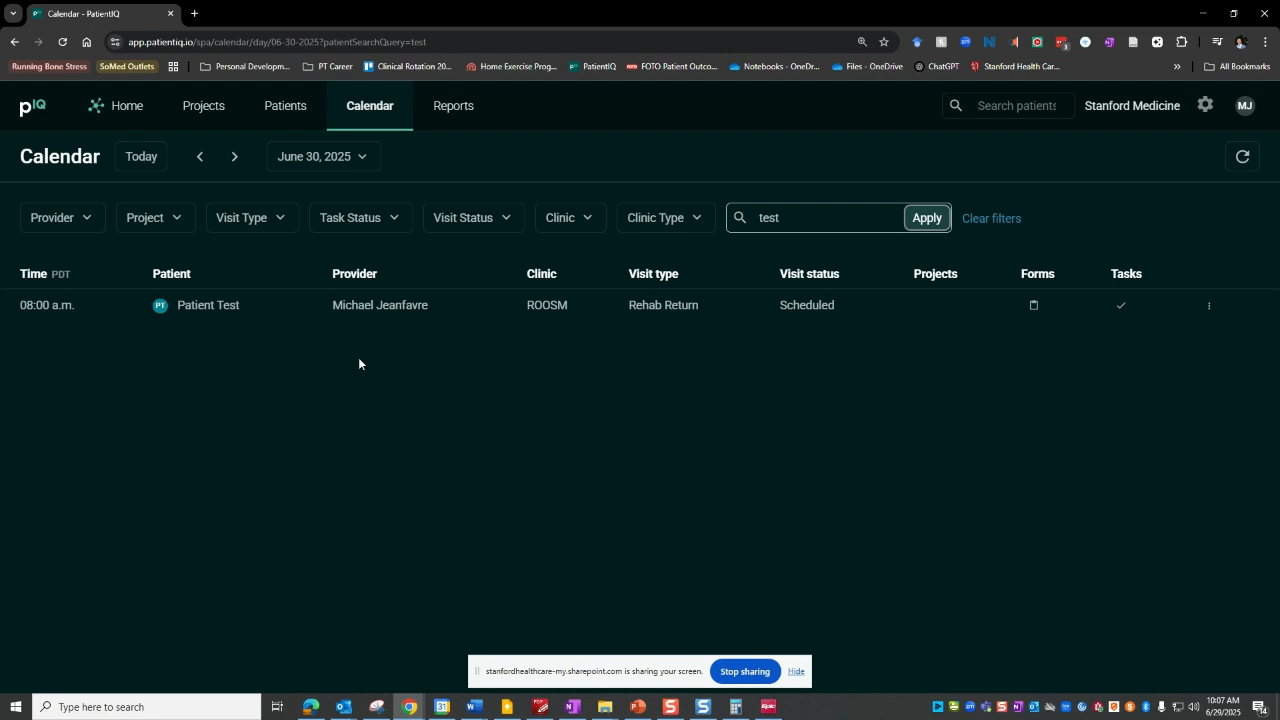 Calendar - PatientIQ
app.patientiq.io/spa/calendar/day/06-30-2025?patientSearchQuery=test
Running Bone Stress
SoMed Outlets
Personal Developm...
PT Career
Clinical Rotation 20...
Home Exercise Prog...
PatientIQ
FOTO Patient Outco...
Notebooks - OneDr...
Files - OneDrive
ChatGPT
Stanford Health Car...
»
All Bookmarks
pIQ
Home
Projects
Patients
Calendar
Reports
Search patients
Stanford Medicine
MJ
Calendar
Today
June 30, 2025
Provider
Project
Visit Type
Task Status
Visit Status
Clinic
Clinic Type
test
Apply
Clear filters
Time PDT
Patient
Provider
Clinic
Visit type
Visit status
Projects
Forms
Tasks
08:00 a.m.
PT
Patient Test
Michael Jeanfavre
ROOSM
Rehab Return
Scheduled
stanfordhealthcare-my.sharepoint.com is sharing your screen.
Stop sharing
Hide
Type here to search
31
Epic
10:07 AM
6/29/2025